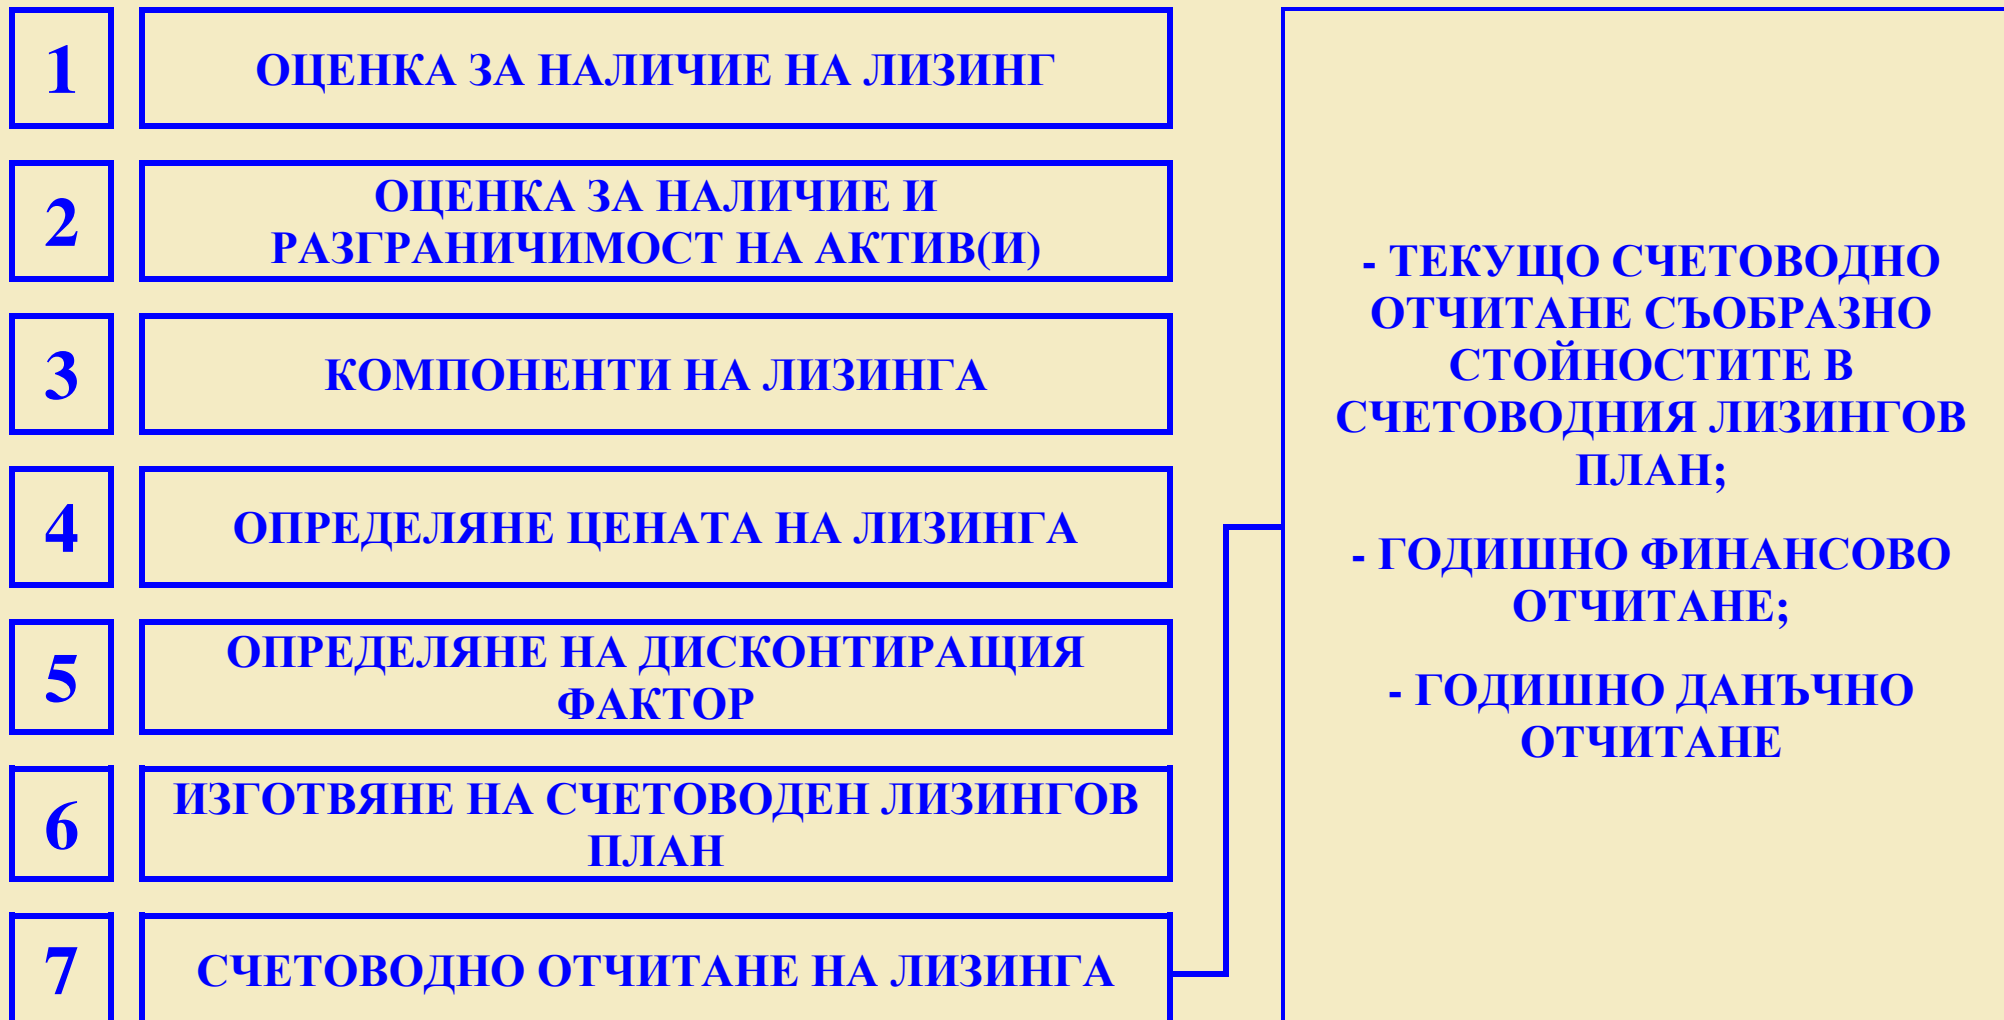 1
ОЦЕНКА ЗА НАЛИЧИЕ НА ЛИЗИНГ
2
ОЦЕНКА ЗА НАЛИЧИЕ И
РАЗГРАНИЧИМОСТ НА АКТИВ(И)
3
КОМПОНЕНТИ НА ЛИЗИНГА
4
ОПРЕДЕЛЯНЕ ЦЕНАТА НА ЛИЗИНГА
5
ОПРЕДЕЛЯНЕ НА ДИСКОНТИРАЩИЯ
ФАКТОР
6
ИЗГОТВЯНЕ НА СЧЕТОВОДЕН ЛИЗИНГОВ
ПЛАН
7
СЧЕТОВОДНО ОТЧИТАНЕ НА ЛИЗИНГА
- ТЕКУЩО СЧЕТОВОДНО
ОТЧИТАНЕ СЪОБРАЗНО
СТОЙНОСТИТЕ В
СЧЕТОВОДНИЯ ЛИЗИНГОВ
ПЛАН;
- ГОДИШНО ФИНАНСОВО
ОТЧИТАНЕ;
- ГОДИШНО ДАНЪЧНО
ОТЧИТАНЕ